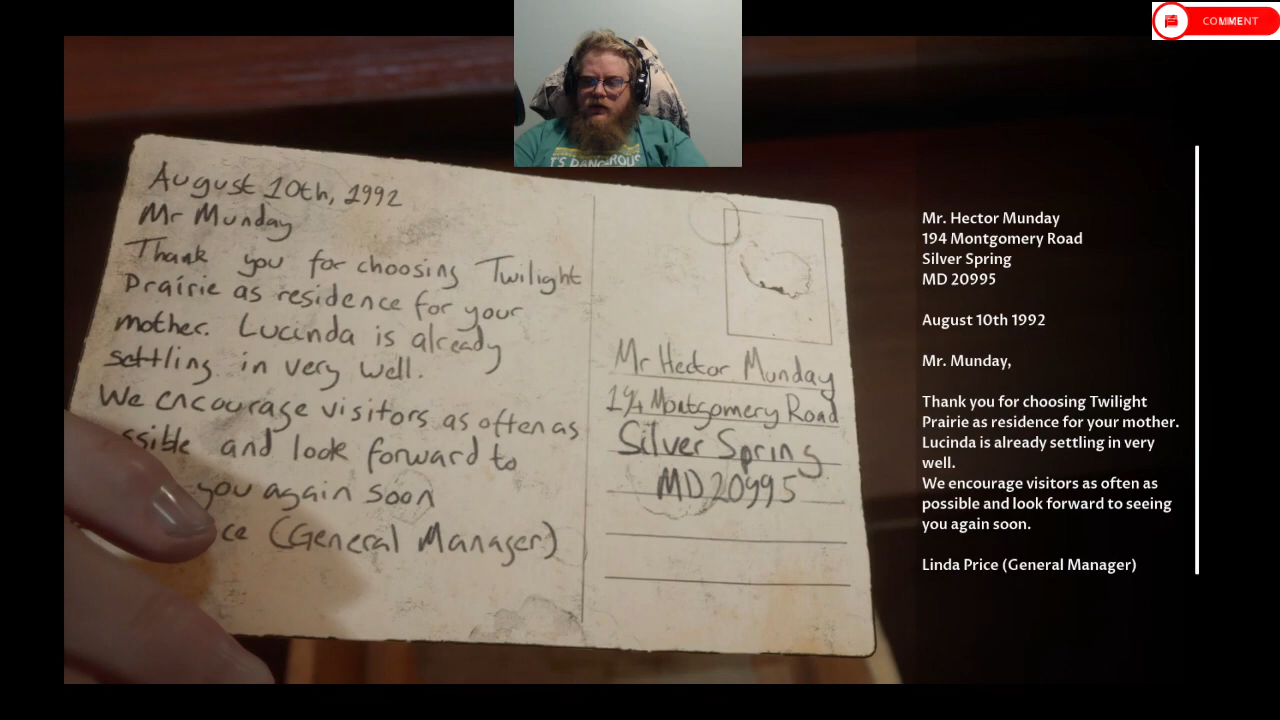 COMMENT
IT'S DANGEROUS
August 10th, 1992
Mr Munday
Thank you for choosing Twilight
Prairie as residence for your
mother. Lucinda is already
settling in very well.
We encourage visitors as often as
ssible and look forward to
you again soon
ce (General Manager)
Mr Hector Munday
194 Montgomery Road
Silver Spring
MD 20995
Mr. Hector Munday
194 Montgomery Road
Silver Spring
MD 20995
August 10th 1992
Mr. Munday,
Thank you for choosing Twilight
Prairie as residence for your mother.
Lucinda is already settling in very
well.
We encourage visitors as often as
possible and look forward to seeing
you again soon.
Linda Price (General Manager)